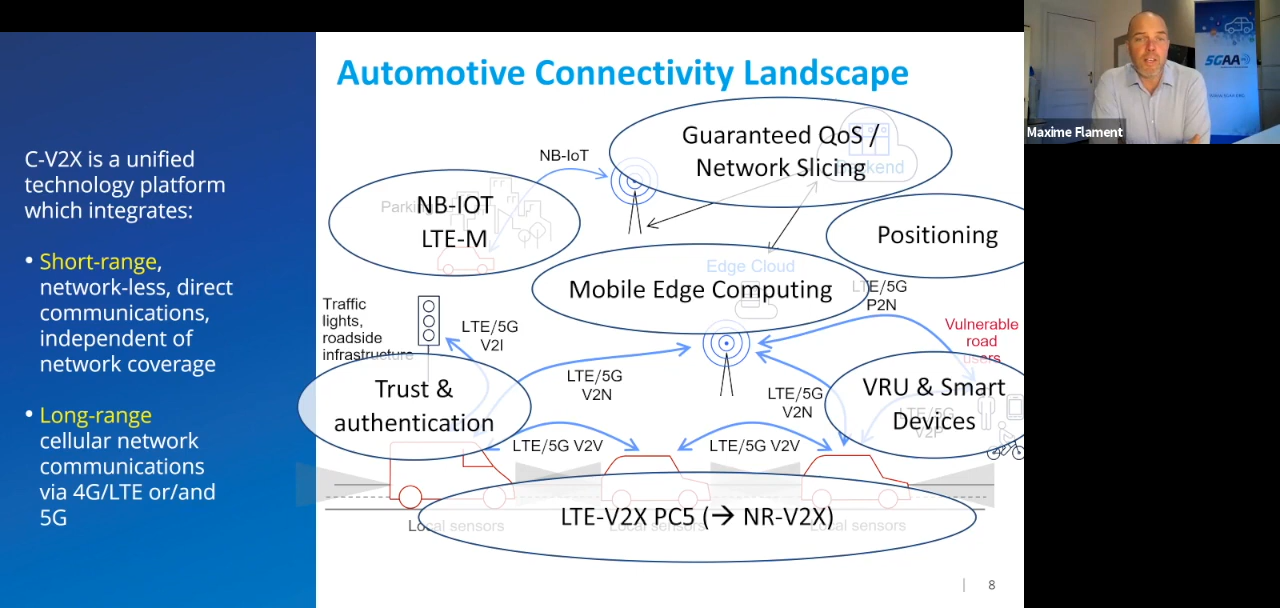 Automotive Connectivity Landscape
C-V2X is a unified
technology platform
which integrates:
• Short-range,
network-less, direct
communications,
independent of
network coverage
• Long-range
cellular network
communications
via 4G/LTE or/and
5G
Guaranteed QoS /
Network Slicing
Backend
NB-IoT
Parking
NB-IOT
LTE-M
Positioning
Edge Cloud
Mobile Edge Computing
LTE/5G
P2N
Traffic
lights,
roadside
infrastructure
LTE/5G
V2I
Vulnerable
road
users
Trust &
authentication
LTE/5G
V2N
LTE/5G
V2N
VRU & Smart
Devices
LTE/5G
V2P
LTE/5G V2V
LTE/5G V2V
LTE-V2X PC5 (→ NR-V2X)
Local sensors
Local sensors
Local sensors
8
5GAA
Maxime Flament